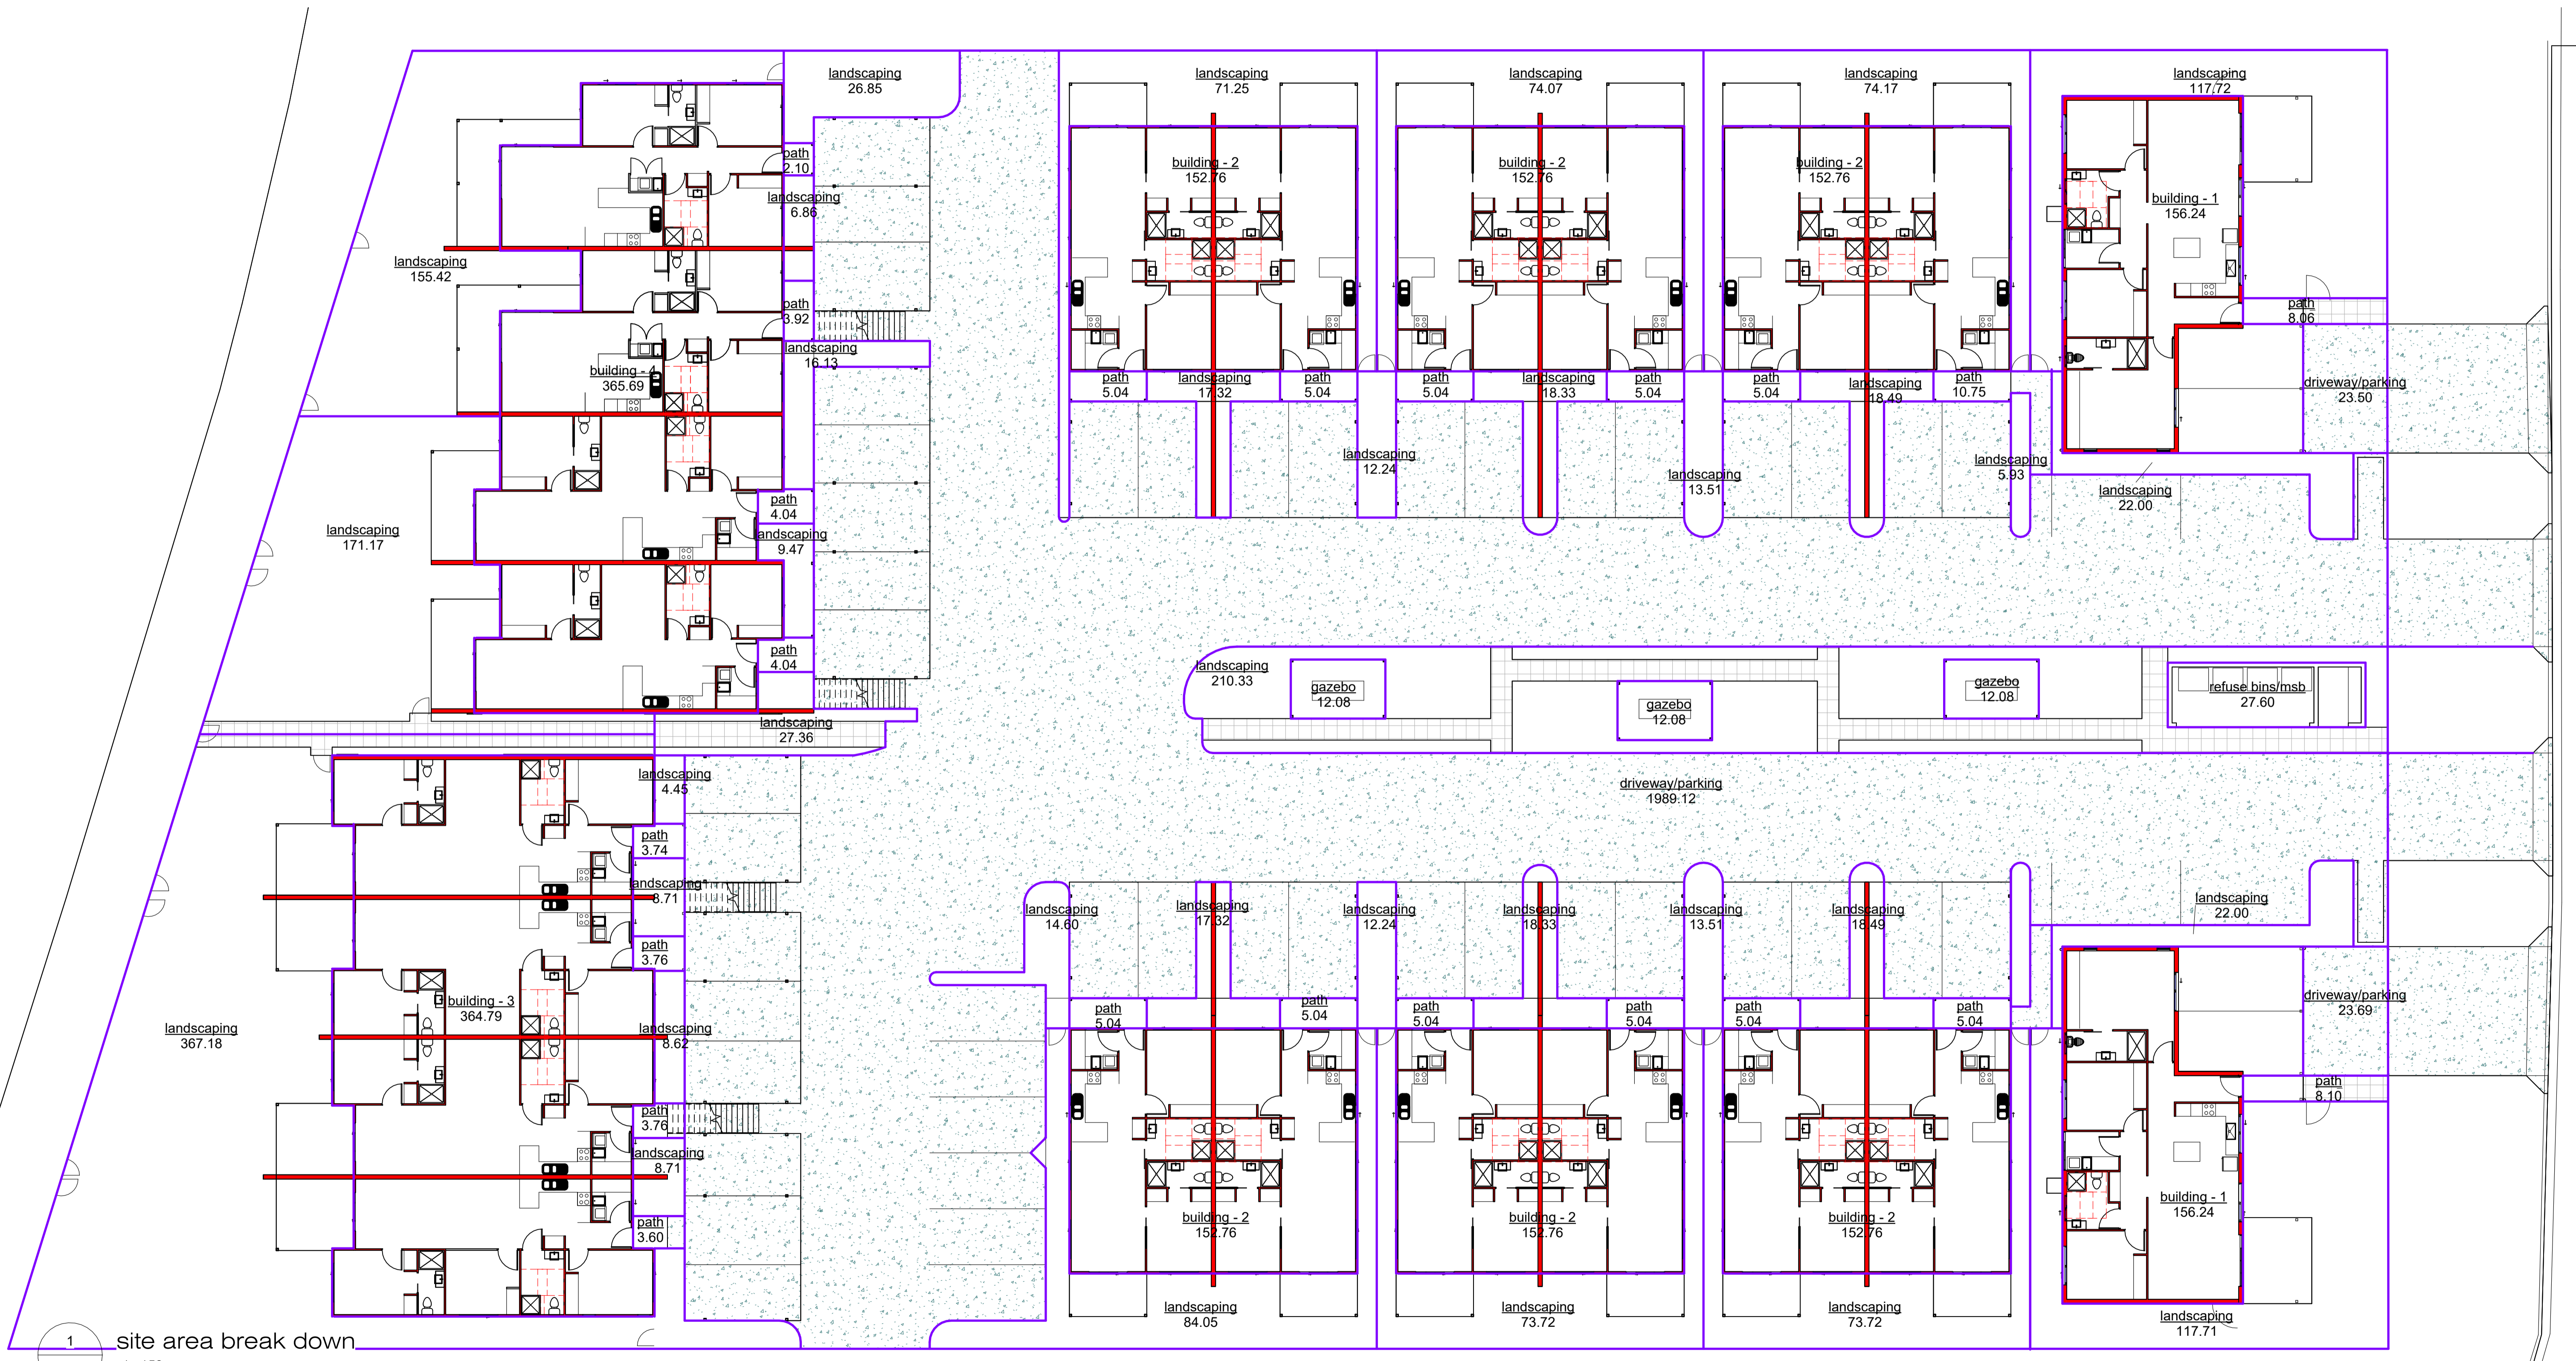 landscaping
26.85
landscaping
71.25
landscaping
74.07
landscaping
74.17
landscaping
117.72
path
2.10
building - 2
152.76
building - 2
152.76
building - 2
152.76
landscaping
6.86
building - 1
156.24
landscaping
155.42
path
3.92
path
8.06
landscaping
16.13
building - 4
365.69
path
5.04
landscaping
17.32
path
5.04
path
5.04
landscaping
18.33
path
5.04
path
5.04
landscaping
18.49
path
10.75
driveway/parking
23.50
landscaping
12.24
landscaping
13.51
landscaping
5.93
landscaping
22.00
path
4.04
landscaping
171.17
landscaping
9.47
path
4.04
landscaping
210.33
gazebo
12.08
gazebo
12.08
gazebo
12.08
refuse bins/msb
27.60
landscaping
27.36
landscaping
4.45
driveway/parking
1989.12
path
3.74
landscaping
8.71
landscaping
14.60
landscaping
17.32
landscaping
12.24
landscaping
18.33
landscaping
13.51
landscaping
18.49
landscaping
22.00
path
3.76
building - 3
364.79
path
5.04
path
5.04
path
5.04
path
5.04
path
5.04
path
5.04
driveway/parking
23.69
landscaping
367.18
landscaping
8.62
path
8.10
path
3.76
landscaping
8.71
building - 1
156.24
path
3.60
building - 2
152.76
building - 2
152.76
building - 2
152.76
landscaping
84.05
landscaping
73.72
landscaping
73.72
landscaping
117.71
1
site area break down